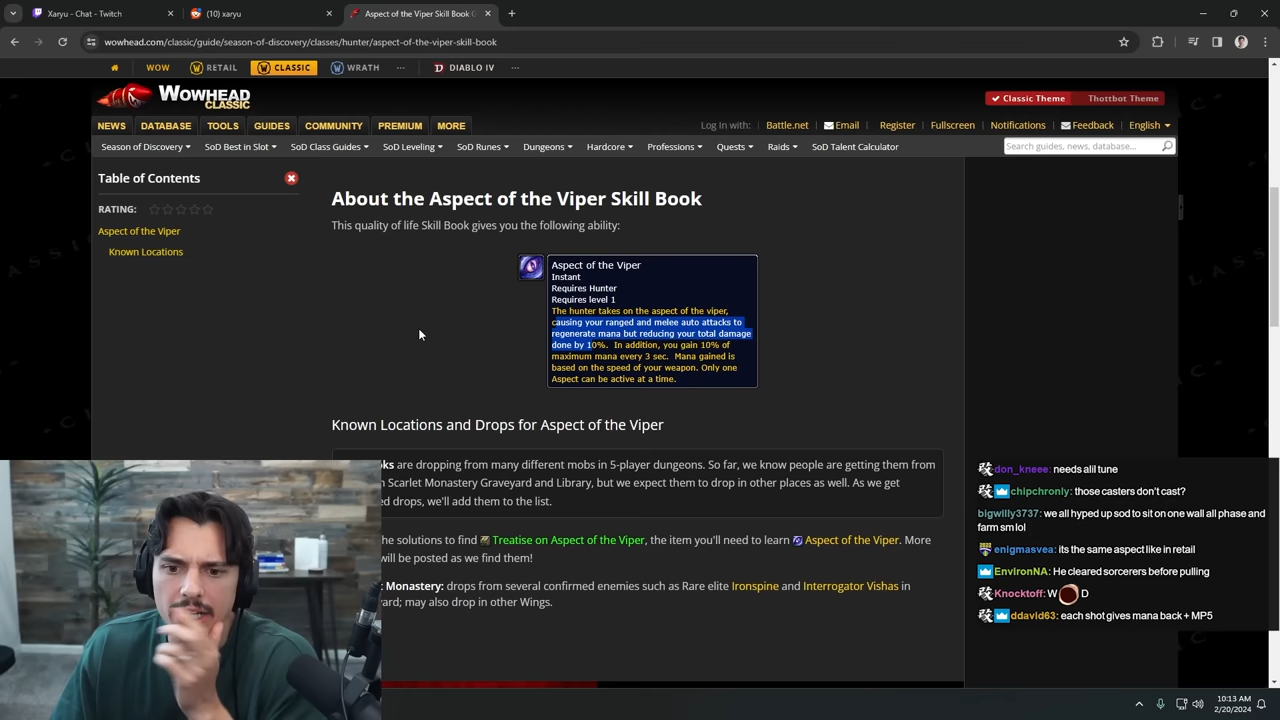 Xaryu - Chat - Twitch
(10) xaryu
Aspect of the Viper Skill Book
wowhead.com/classic/guide/season-of-discovery/classes/hunter/aspect-of-the-viper-skill-book
WOW
RETAIL
CLASSIC
WRATH
DIABLO IV
WOWHEAD
CLASSIC
Classic Theme
Thottbot Theme
NEWS DATABASE TOOLS GUIDES COMMUNITY PREMIUM MORE
Log In with: Battle.net Email Register Fullscreen Notifications Feedback English
Season of Discovery SoD Best in Slot SoD Class Guides SoD Leveling SoD Runes Dungeons Hardcore Professions Quests Raids SoD Talent Calculator
Search guides, news, database...
Table of Contents
RATING:
Aspect of the Viper
Known Locations
About the Aspect of the Viper Skill Book
This quality of life Skill Book gives you the following ability:
Aspect of the Viper
Instant
Requires Hunter
Requires level 1
The hunter takes on the aspect of the viper,
causing your ranged and melee auto attacks to
regenerate mana but reducing your total damage
done by 10%. In addition, you gain 10% of
maximum mana every 3 sec. Mana gained is
based on the speed of your weapon. Only one
Aspect can be active at a time.
Known Locations and Drops for Aspect of the Viper
are dropping from many different mobs in 5-player dungeons. So far, we know people are getting them from
Scarlet Monastery Graveyard and Library, but we expect them to drop in other places as well. As we get
drops, we'll add them to the list.
solutions to find Treatise on Aspect of the Viper, the item you'll need to learn Aspect of the Viper. More
will be posted as we find them!
Monastery: drops from several confirmed enemies such as Rare elite Ironspine and Interrogator Vishas in
may also drop in other Wings.
don_kneee: needs alil tune
chipchronly: those casters don't cast?
bigwilly3737: we all hyped up sod to sit on one wall all phase and
farm sm lol
enigmasvea: its the same aspect like in retail
EnvironNA: He cleared sorcerers before pulling
Knocktoff: W D
ddavid63: each shot gives mana back + MP5
10:13 AM
2/20/2024